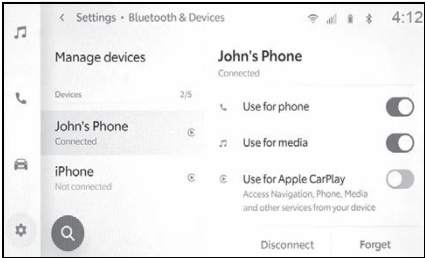 Settings • Bluetooth & Devices
4:12
Manage devices
Devices 2/5
John's Phone
Connected
iPhone
Not connected
John's Phone
Connected
Use for phone
Use for media
Use for Apple CarPlay
Access Navigation, Phone, Media
and other services from your device
Disconnect Forget